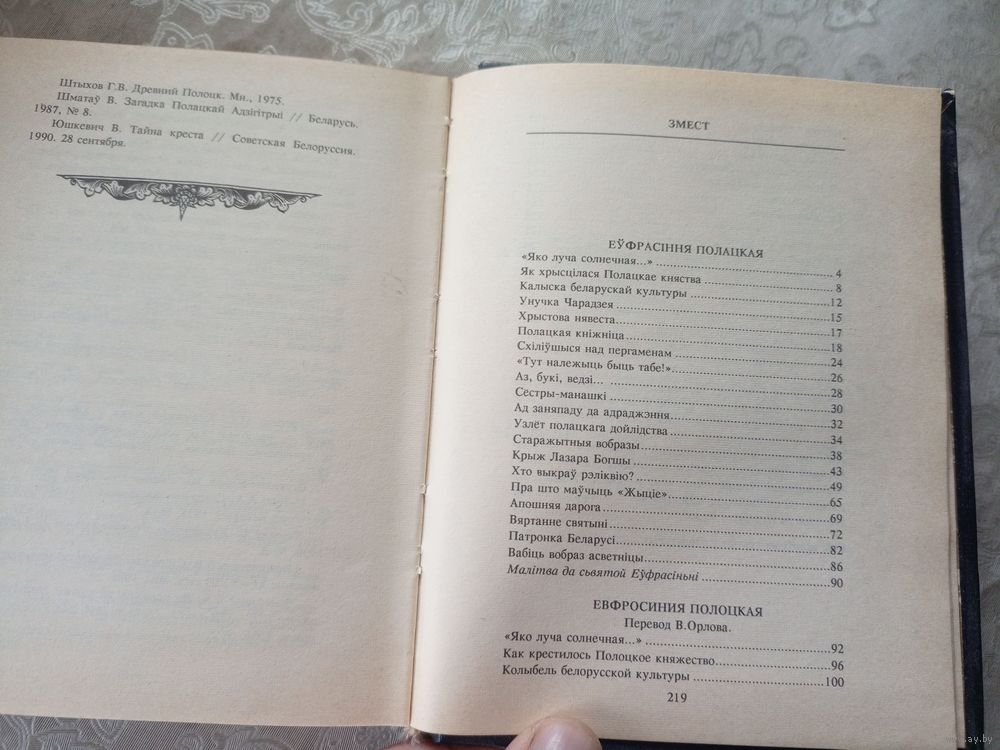 Штыхов Г.В. Древний Полоцк. Мн., 1975.
Шматаў В. Загадка Полацкай Адзігітрыі // Беларусь.
1987, № 8.
Юшкевич В. Тайна креста // Советская Белоруссия.
1990. 28 сентября.
ЗМЕСТ
ЕЎФРАСІННЯ ПОЛАЦКАЯ
«Яко луча солнечная...» 4
Як хрысцілася Полацкае княства 8
Калыска беларускай культуры 12
Унучка Чарадзея 15
Хрыстова нявеста 17
Полацкая кніжніца 18
Схіліўшыся над пергаменам 24
«Тут належыць быць табе!» 26
Аз, букі, ведзі... 28
Сестры-манашкі 30
Ад заняпаду да адраджэння 32
Узлёт полацкага дойлідства 34
Старажытныя вобразы 38
Крыж Лазара Богшы 43
Хто выкраў рэліквію? 49
Пра што маўчыць «Жыціе» 65
Апошняя дарога 69
Вяртанне святыні 72
Патронка Беларусі 82
Вабіць вобраз асветніцы 86
Малітва да сьвятой Еўфрасіньні 90
ЕВФРОСИНИЯ ПОЛОЦКАЯ
Перевод В.Орлова.
«Яко луча солнечная...» 92
Как крестилось Полоцкое княжество 96
Колыбель белорусской культуры 100
219